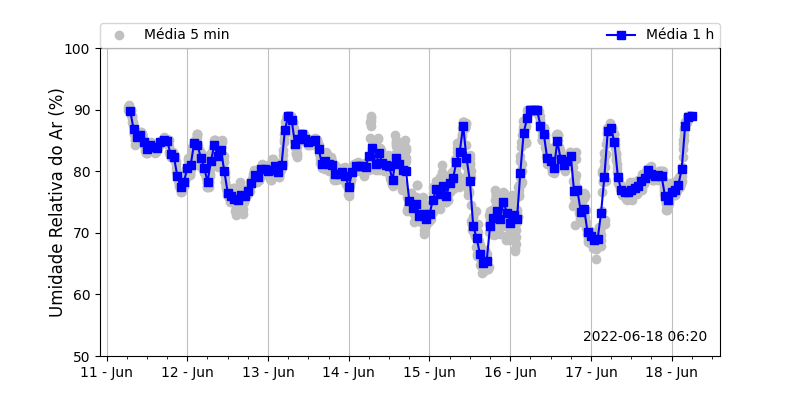 Média 5 min
Média 1 h
Umidade Relativa do Ar (%)
100
90
80
70
60
50
2022-06-18 06:20
11 - Jun
12 - Jun
13 - Jun
14 - Jun
15 - Jun
16 - Jun
17 - Jun
18 - Jun